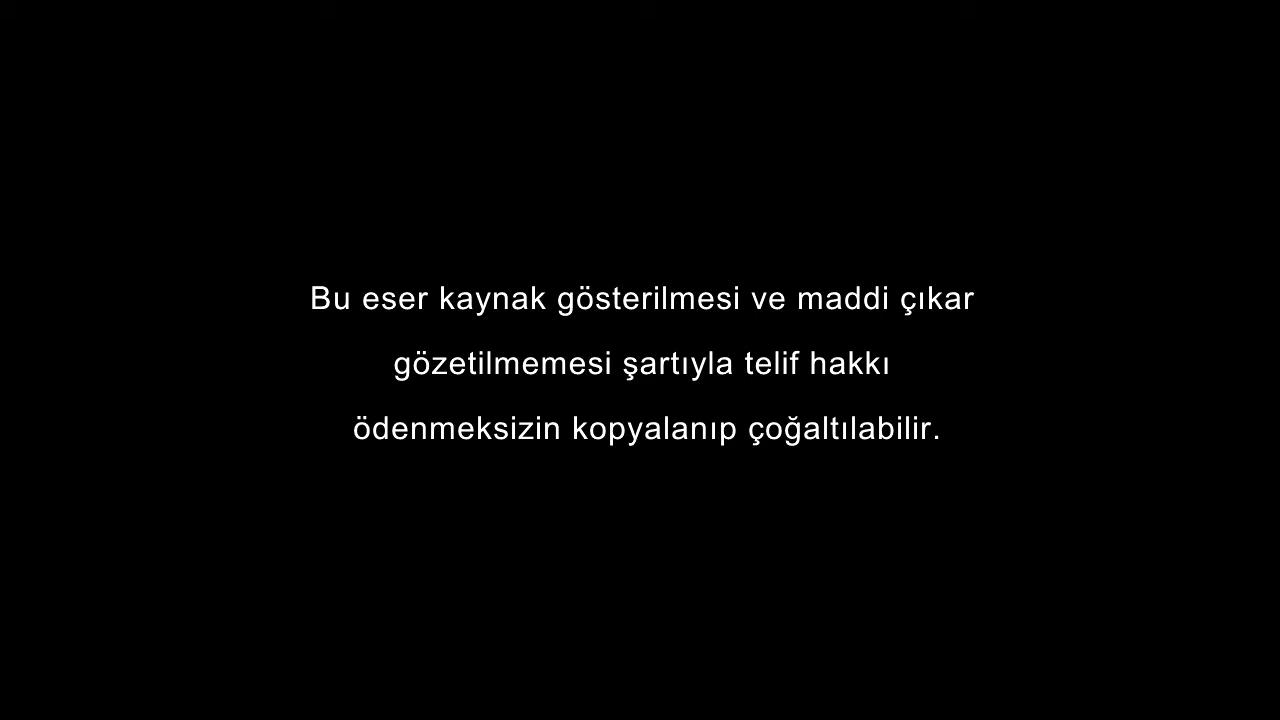 Bu eser kaynak gösterilmesi ve maddi çıkar
gözetilmemesi şartıyla telif hakkı
ödenmeksizin kopyalanıp çoğaltılabilir.